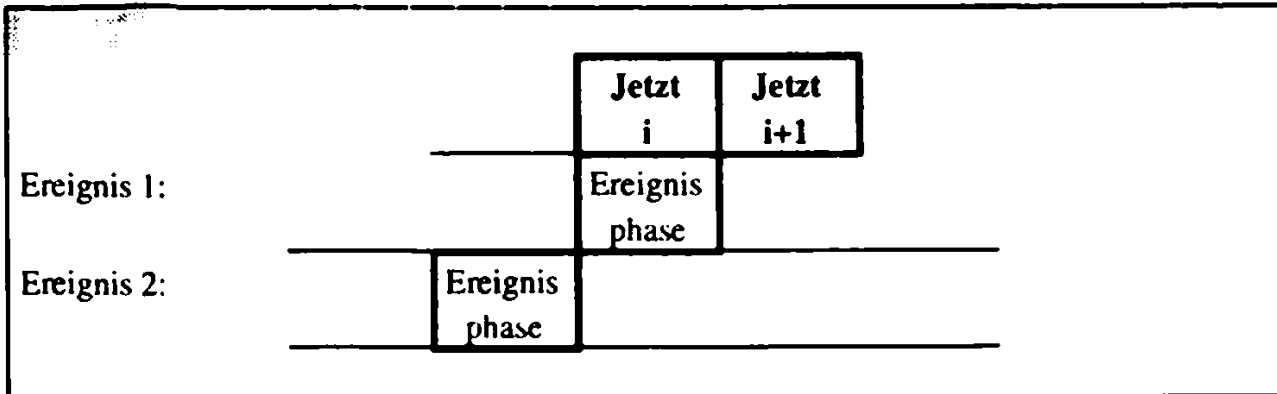 Jetzt Jetzt
i i+1
Ereignis 1: Ereignis
phase
Ereignis 2: Ereignis
phase